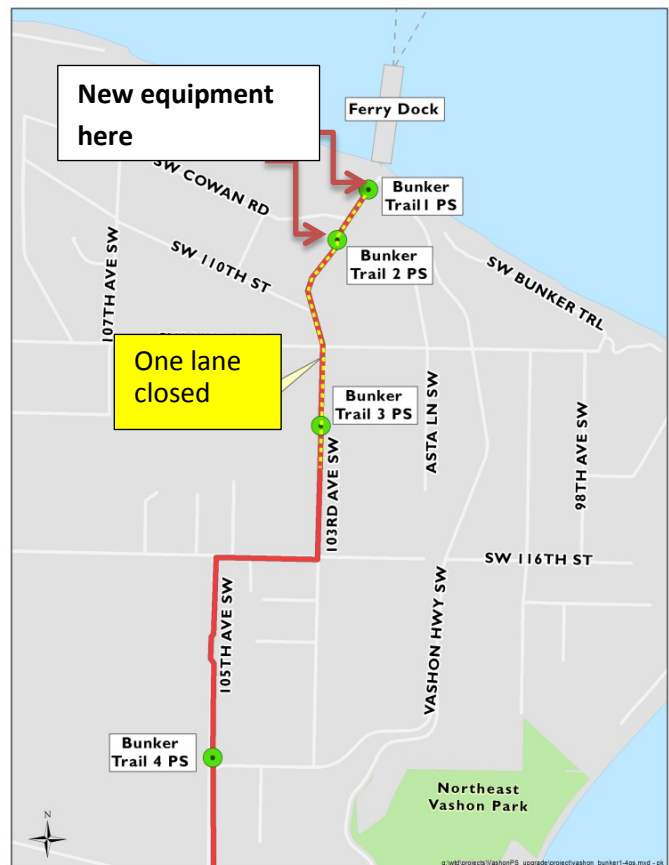 New equipment
here
Ferry Dock
Bunker
Trail1 PS
SW COWAN RD
Bunker
Trail 2 PS
SW 110TH ST
107TH AVE SW
SW BUNKER TRL
One lane
closed
Bunker
Trail 3 PS
103RD AVE SW
ASTA LN SW
98TH AVE SW
SW 116TH ST
105TH AVE SW
VASHON HWY SW
Bunker
Trail 4 PS
Northeast
Vashon Park
N